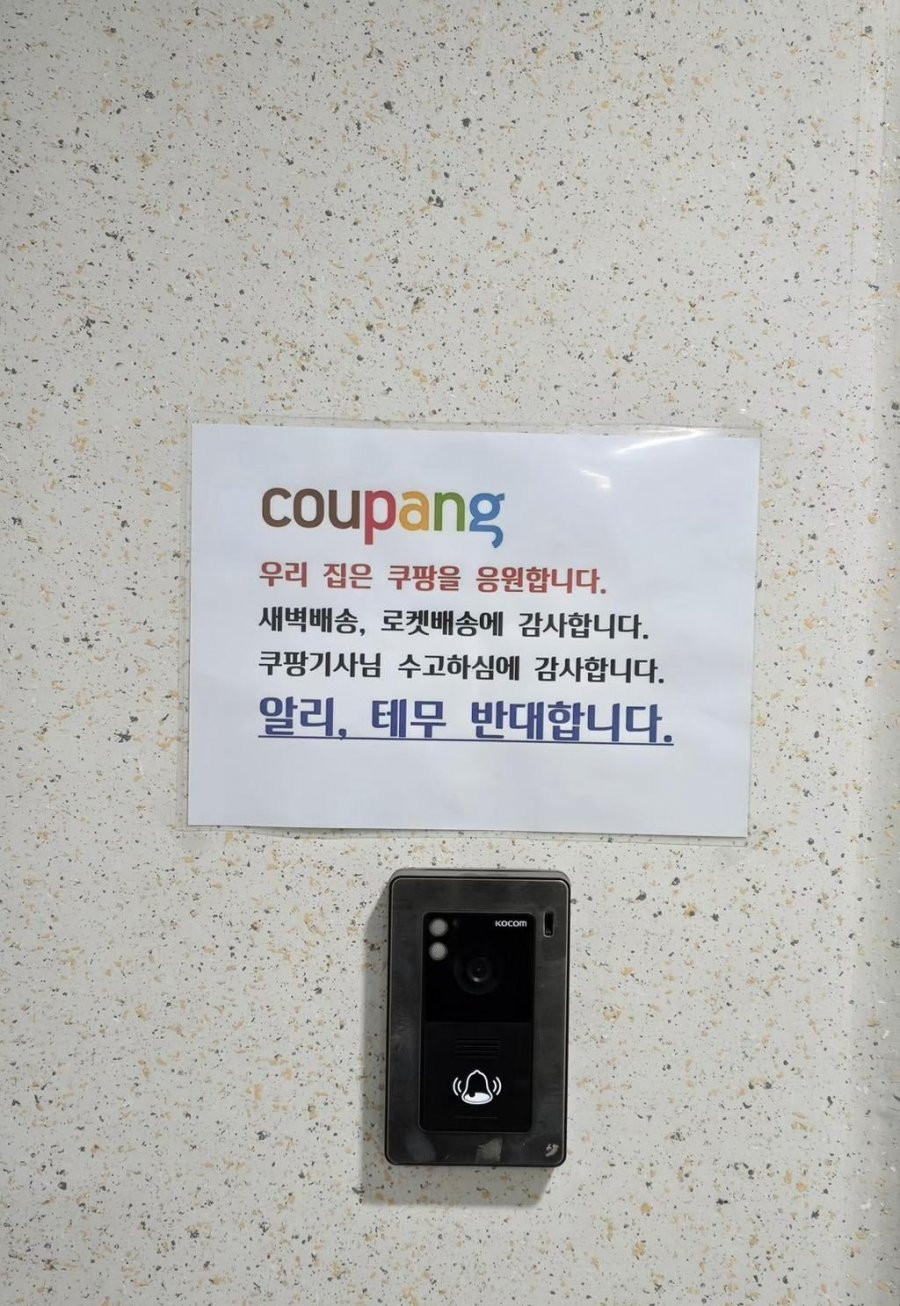 coupang
우리 집은 쿠팡을 응원합니다.
새벽배송, 로켓배송에 감사합니다.
쿠팡기사님 수고하심에 감사합니다.
알리, 테무 반대합니다.
KOCOM